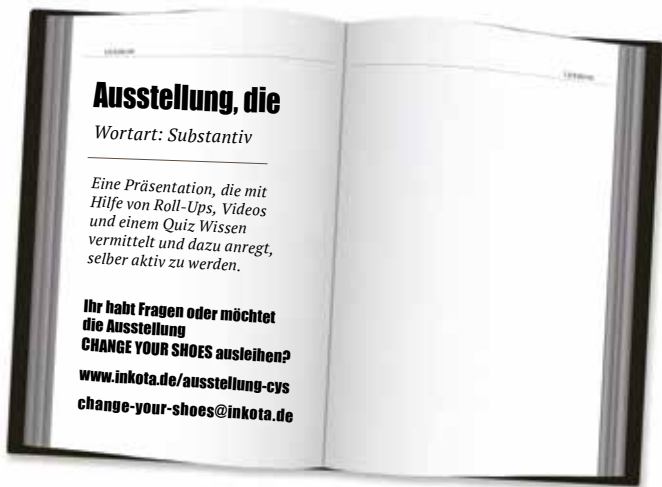 Ausstellung, die
Wortart: Substantiv
Eine Präsentation, die mit
Hilfe von Roll-Ups, Videos
und einem Quiz Wissen
vermittelt und dazu anregt,
selber aktiv zu werden.
Ihr habt Fragen oder möchtet
die Ausstellung
CHANGE YOUR SHOES ausleihen?
www.inkota.de/ausstellung-cys
change-your-shoes@inkota.de